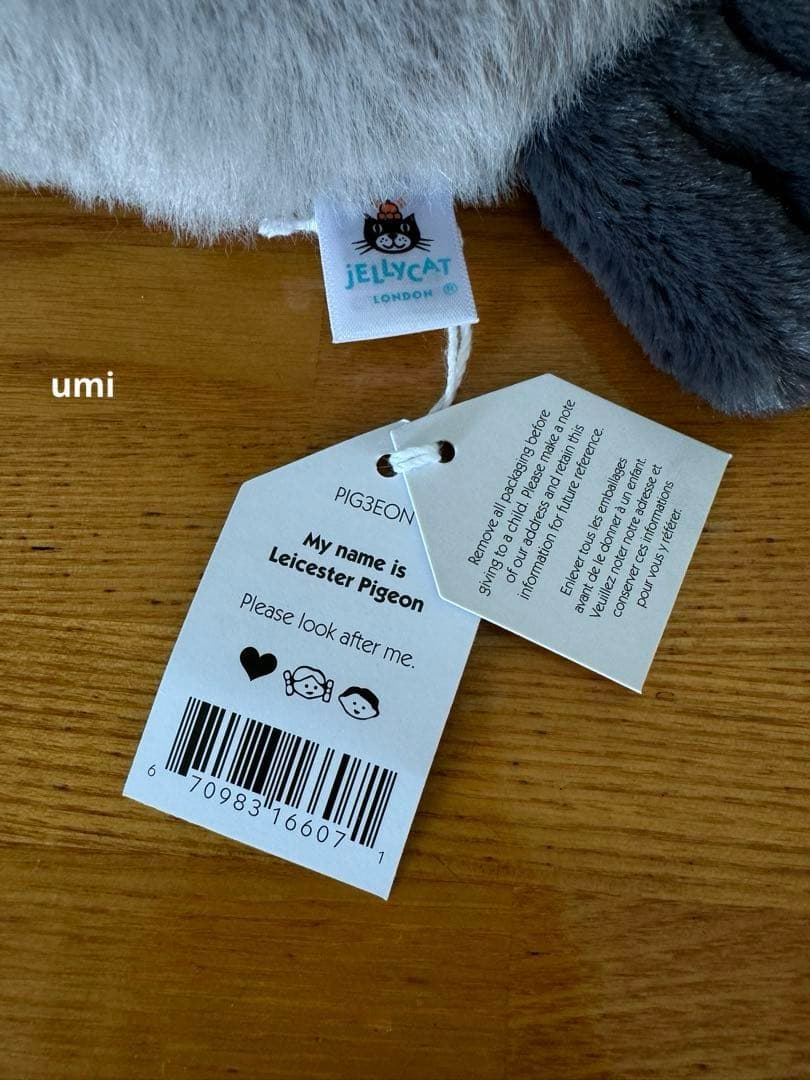 jELLYCAT
LONDON ®
umi
PIG3EON
My name is
Leicester Pigeon
Please look after me.
6 70983 16607 1
Remove all packaging before
giving to a child. Please make a note
of our address and retain this
information for future reference.
Enlever tous les emballages
avant de le donner à un enfant.
Veuillez noter notre adresse et
conserver ces informations
pour vous y référer.